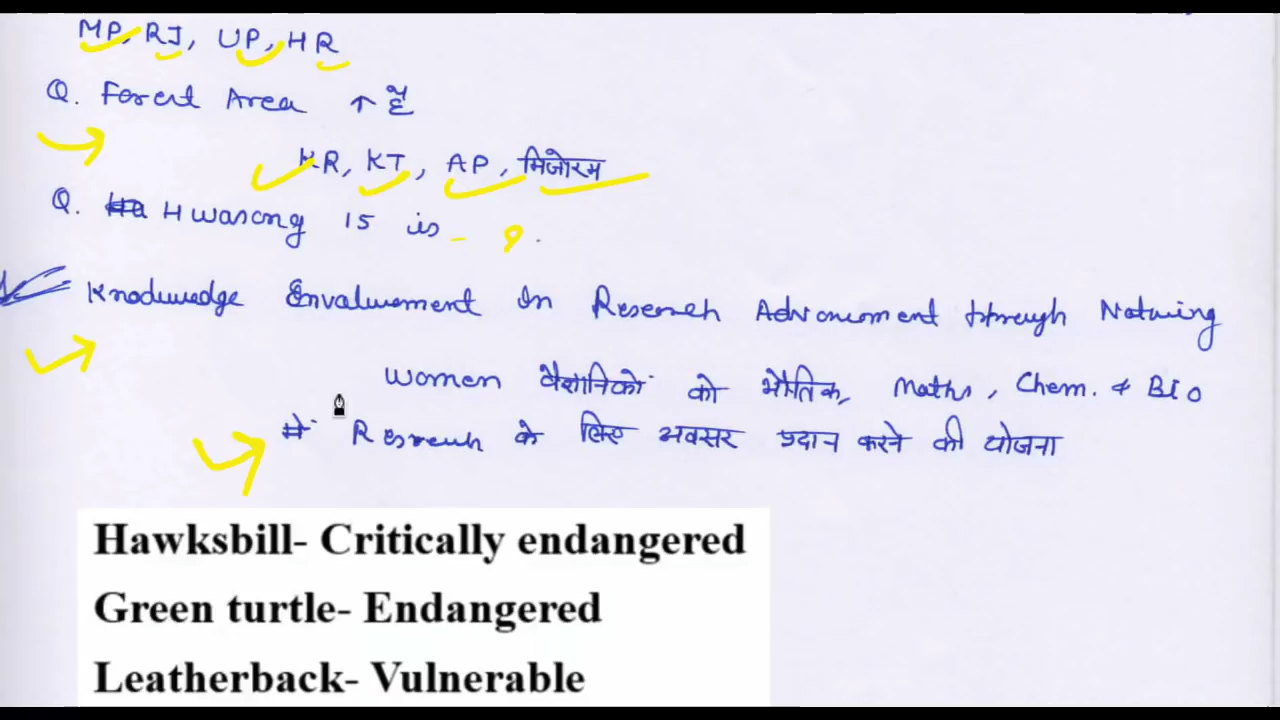 MP, RJ, UP, HR
Q. Forest Area ↑ है
KR, KT, AP, मिजोरम
Q. Hwasong 15 is - ?
Knowledge Envolvement In Research Advancement through Noturing
women वैज्ञानिकों को भौतिक, Maths, Chem. & Bio
में Research के लिए अवसर प्रदान करने की योजना
Hawksbill- Critically endangered
Green turtle- Endangered
Leatherback- Vulnerable